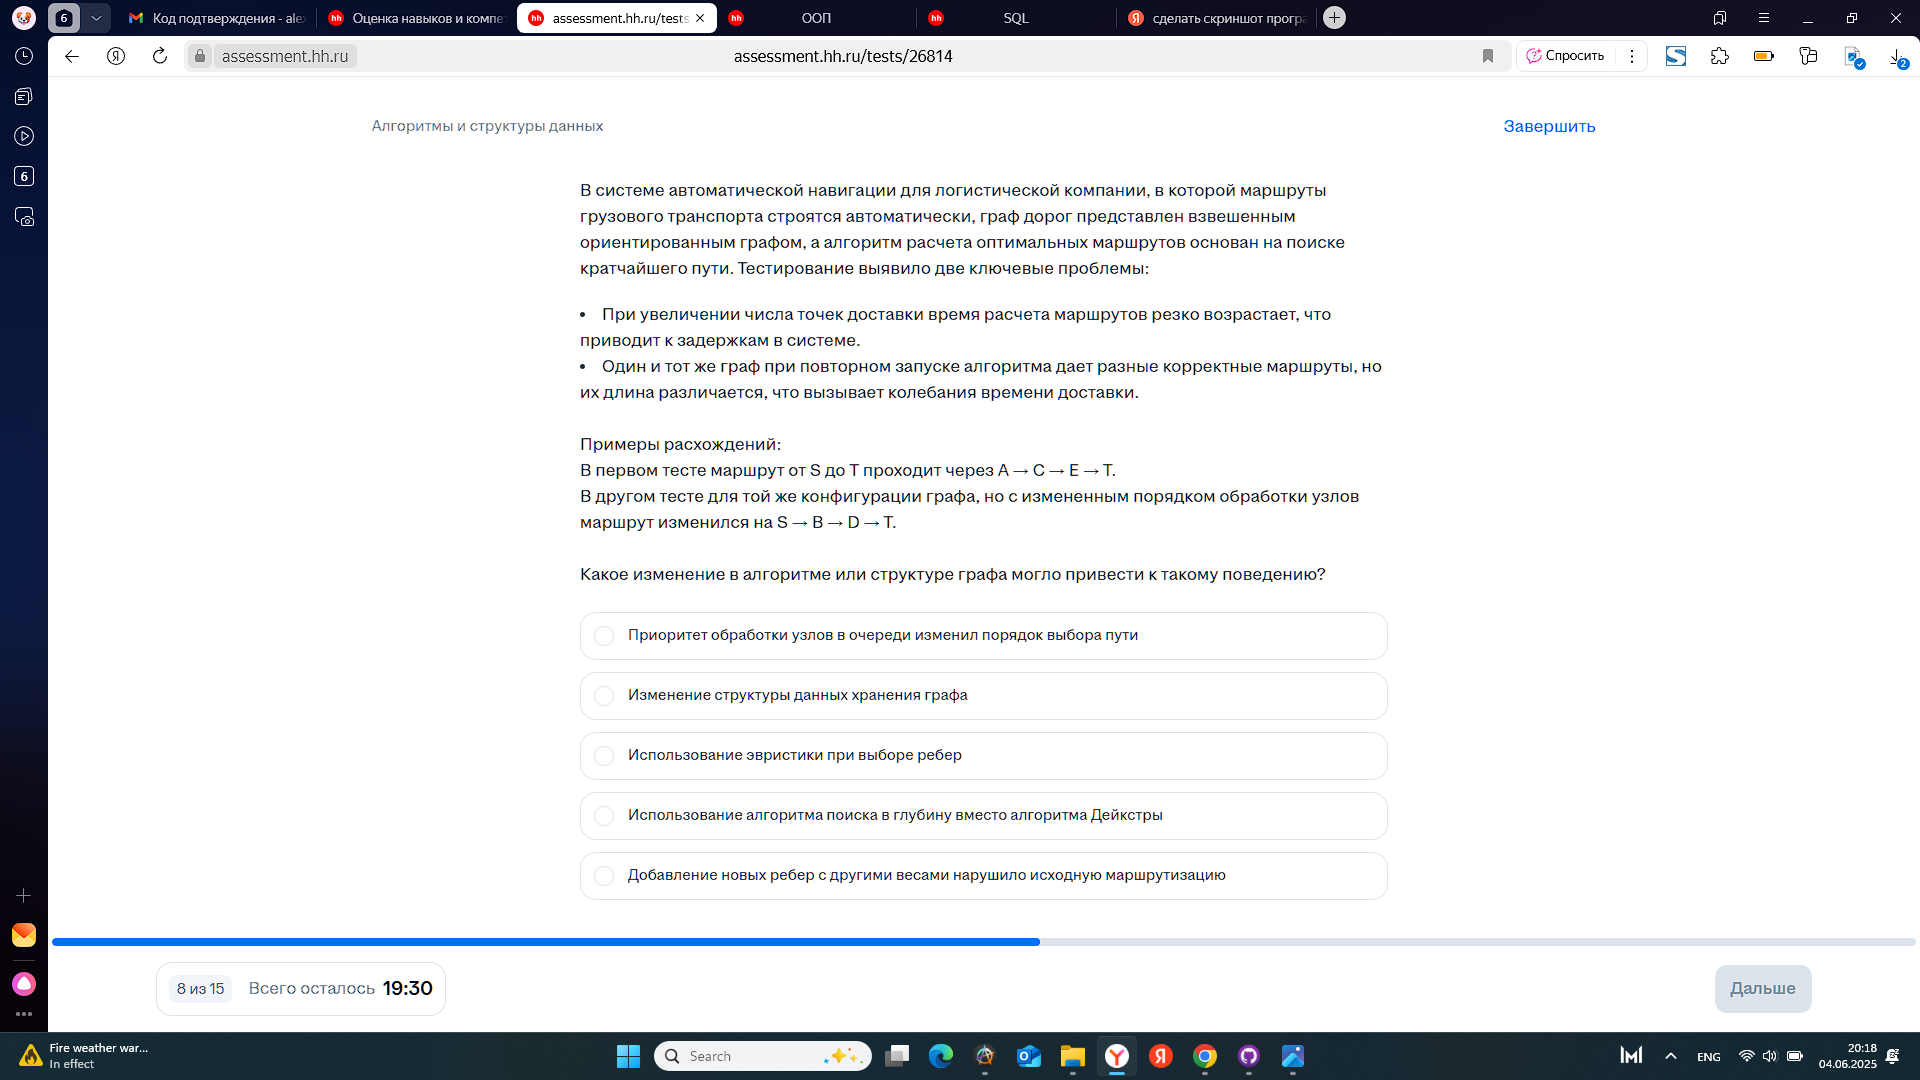 6
Код подтверждения - ale
Оценка навыков и компет
assessment.hh.ru/tests
ООП
SQL
сделать скриншот програ
assessment.hh.ru
assessment.hh.ru/tests/26814
Спросить
2
6
Алгоритмы и структуры данных
Завершить
В системе автоматической навигации для логистической компании, в которой маршруты
грузового транспорта строятся автоматически, граф дорог представлен взвешенным
ориентированным графом, а алгоритм расчета оптимальных маршрутов основан на поиске
кратчайшего пути. Тестирование выявило две ключевые проблемы:
• При увеличении числа точек доставки время расчета маршрутов резко возрастает, что
приводит к задержкам в системе.
• Один и тот же граф при повторном запуске алгоритма дает разные корректные маршруты, но
их длина различается, что вызывает колебания времени доставки.
Примеры расхождений:
В первом тесте маршрут от S до T проходит через A → C → E → T.
В другом тесте для той же конфигурации графа, но с измененным порядком обработки узлов
маршрут изменился на S → B → D → T.
Какое изменение в алгоритме или структуре графа могло привести к такому поведению?
Приоритет обработки узлов в очереди изменил порядок выбора пути
Изменение структуры данных хранения графа
Использование эвристики при выборе ребер
Использование алгоритма поиска в глубину вместо алгоритма Дейкстры
Добавление новых ребер с другими весами нарушило исходную маршрутизацию
8 из 15
Всего осталось 19:30
Дальше
Fire weather war...
In effect
Search
ENG
20:18
04.06.2025